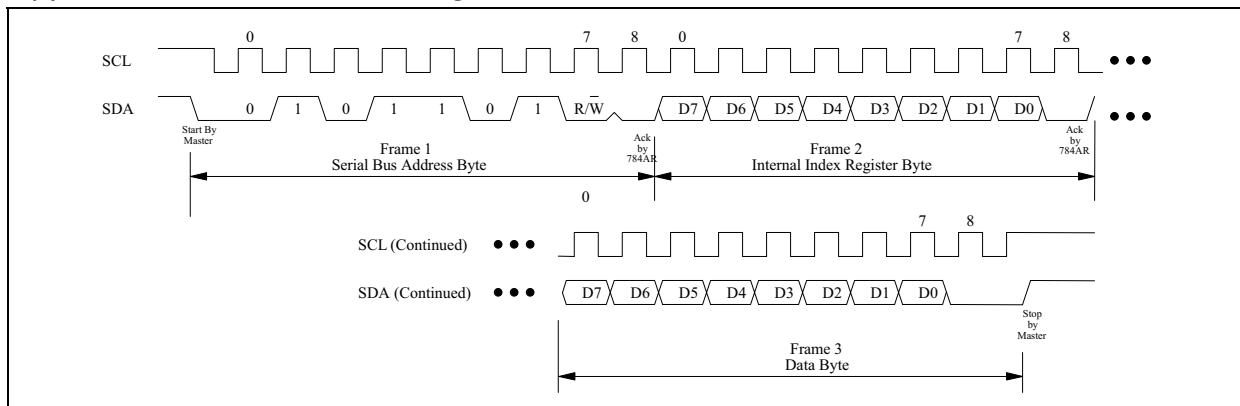 0 7 8 0 7 8
SCL
SDA 0 1 0 1 1 0 1 R/W D7 D6 D5 D4 D3 D2 D1 D0
Start By
Master
Ack
by
784AR
Ack
by
784AR
Frame 1
Serial Bus Address Byte
Frame 2
Internal Index Register Byte
0
7 8
SCL (Continued)
SDA (Continued) D7 D6 D5 D4 D3 D2 D1 D0
Stop
by
Master
Frame 3
Data Byte